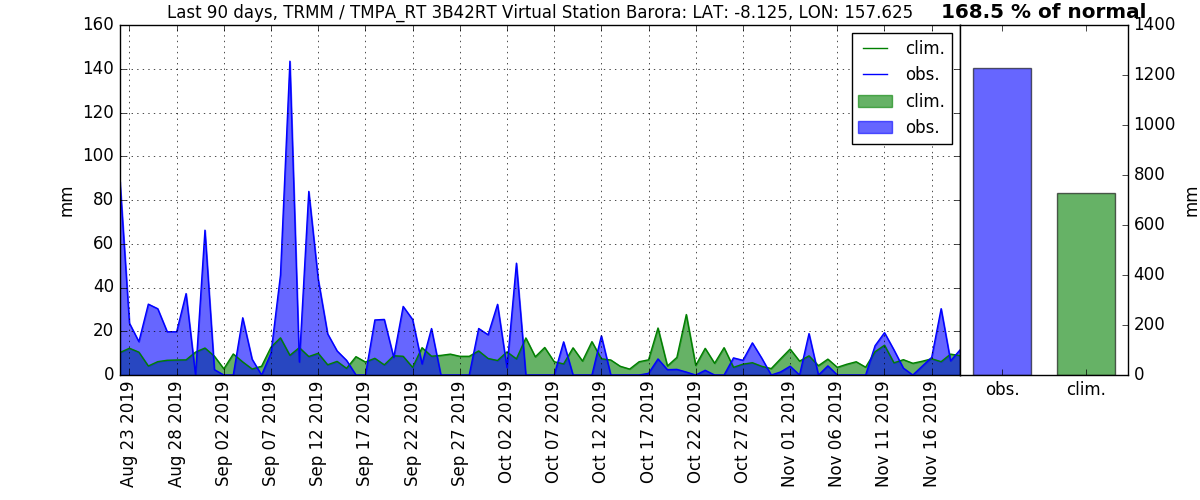 Last 90 days, TRMM / TMPA_RT 3B42RT Virtual Station Barora: LAT: -8.125, LON: 157.625
168.5 % of normal
160
140
120
100
80
60
40
20
0
mm
clim.
obs.
clim.
obs.
1400
1200
1000
800
600
400
200
0
mm
obs.
clim.
Aug 23 2019
Aug 28 2019
Sep 02 2019
Sep 07 2019
Sep 12 2019
Sep 17 2019
Sep 22 2019
Sep 27 2019
Oct 02 2019
Oct 07 2019
Oct 12 2019
Oct 17 2019
Oct 22 2019
Oct 27 2019
Nov 01 2019
Nov 06 2019
Nov 11 2019
Nov 16 2019